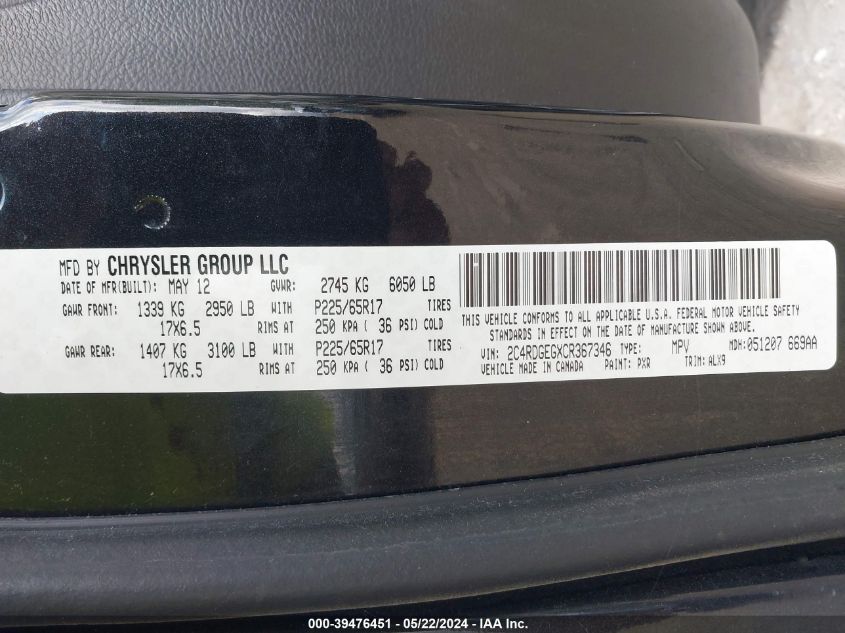 MFD BY CHRYSLER GROUP LLC
DATE OF MFR(BUILT): MAY 12 GVWR: 2745 KG 6050 LB
GAWR FRONT: 1339 KG 2950 LB WITH P225/65R17 TIRES
17X6.5 RIMS AT 250 KPA ( 36 PSI) COLD
GAWR REAR: 1407 KG 3100 LB WITH P225/65R17 TIRES
17X6.5 RIMS AT 250 KPA ( 36 PSI) COLD
THIS VEHICLE CONFORMS TO ALL APPLICABLE U.S.A. FEDERAL MOTOR VEHICLE SAFETY
STANDARDS IN EFFECT ON THE DATE OF MANUFACTURE SHOWN ABOVE.
VIN: 2C4RDGEGXCR367346 TYPE: MPV MDH: 051207 669AA
VEHICLE MADE IN CANADA PAINT: PXR TRIM: ALX9
000-39476451 - 05/22/2024 - IAA Inc.